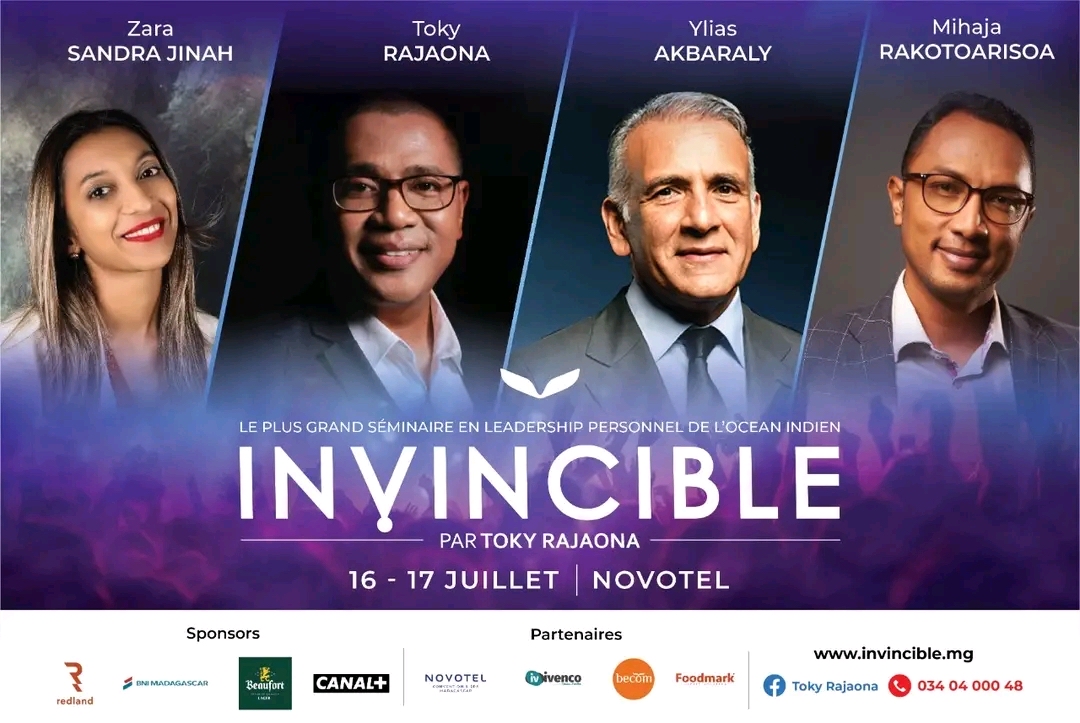 Zara
SANDRA JINAH
Toky
RAJAONA
Ylias
AKBARALY
Mihaja
RAKOTOARISOA
LE PLUS GRAND SÉMINAIRE EN LEADERSHIP PERSONNEL DE L'OCEAN INDIEN
INVINCIBLE
PAR TOKY RAJAONA
16 - 17 JUILLET | NOVOTEL
Sponsors
redland
BNI MADAGASCAR
Beaufort
LAGER
CANAL+
Partenaires
NOVOTEL
ivenco
becom
Foodmark
www.invincible.mg
Toky Rajaona
034 04 000 48